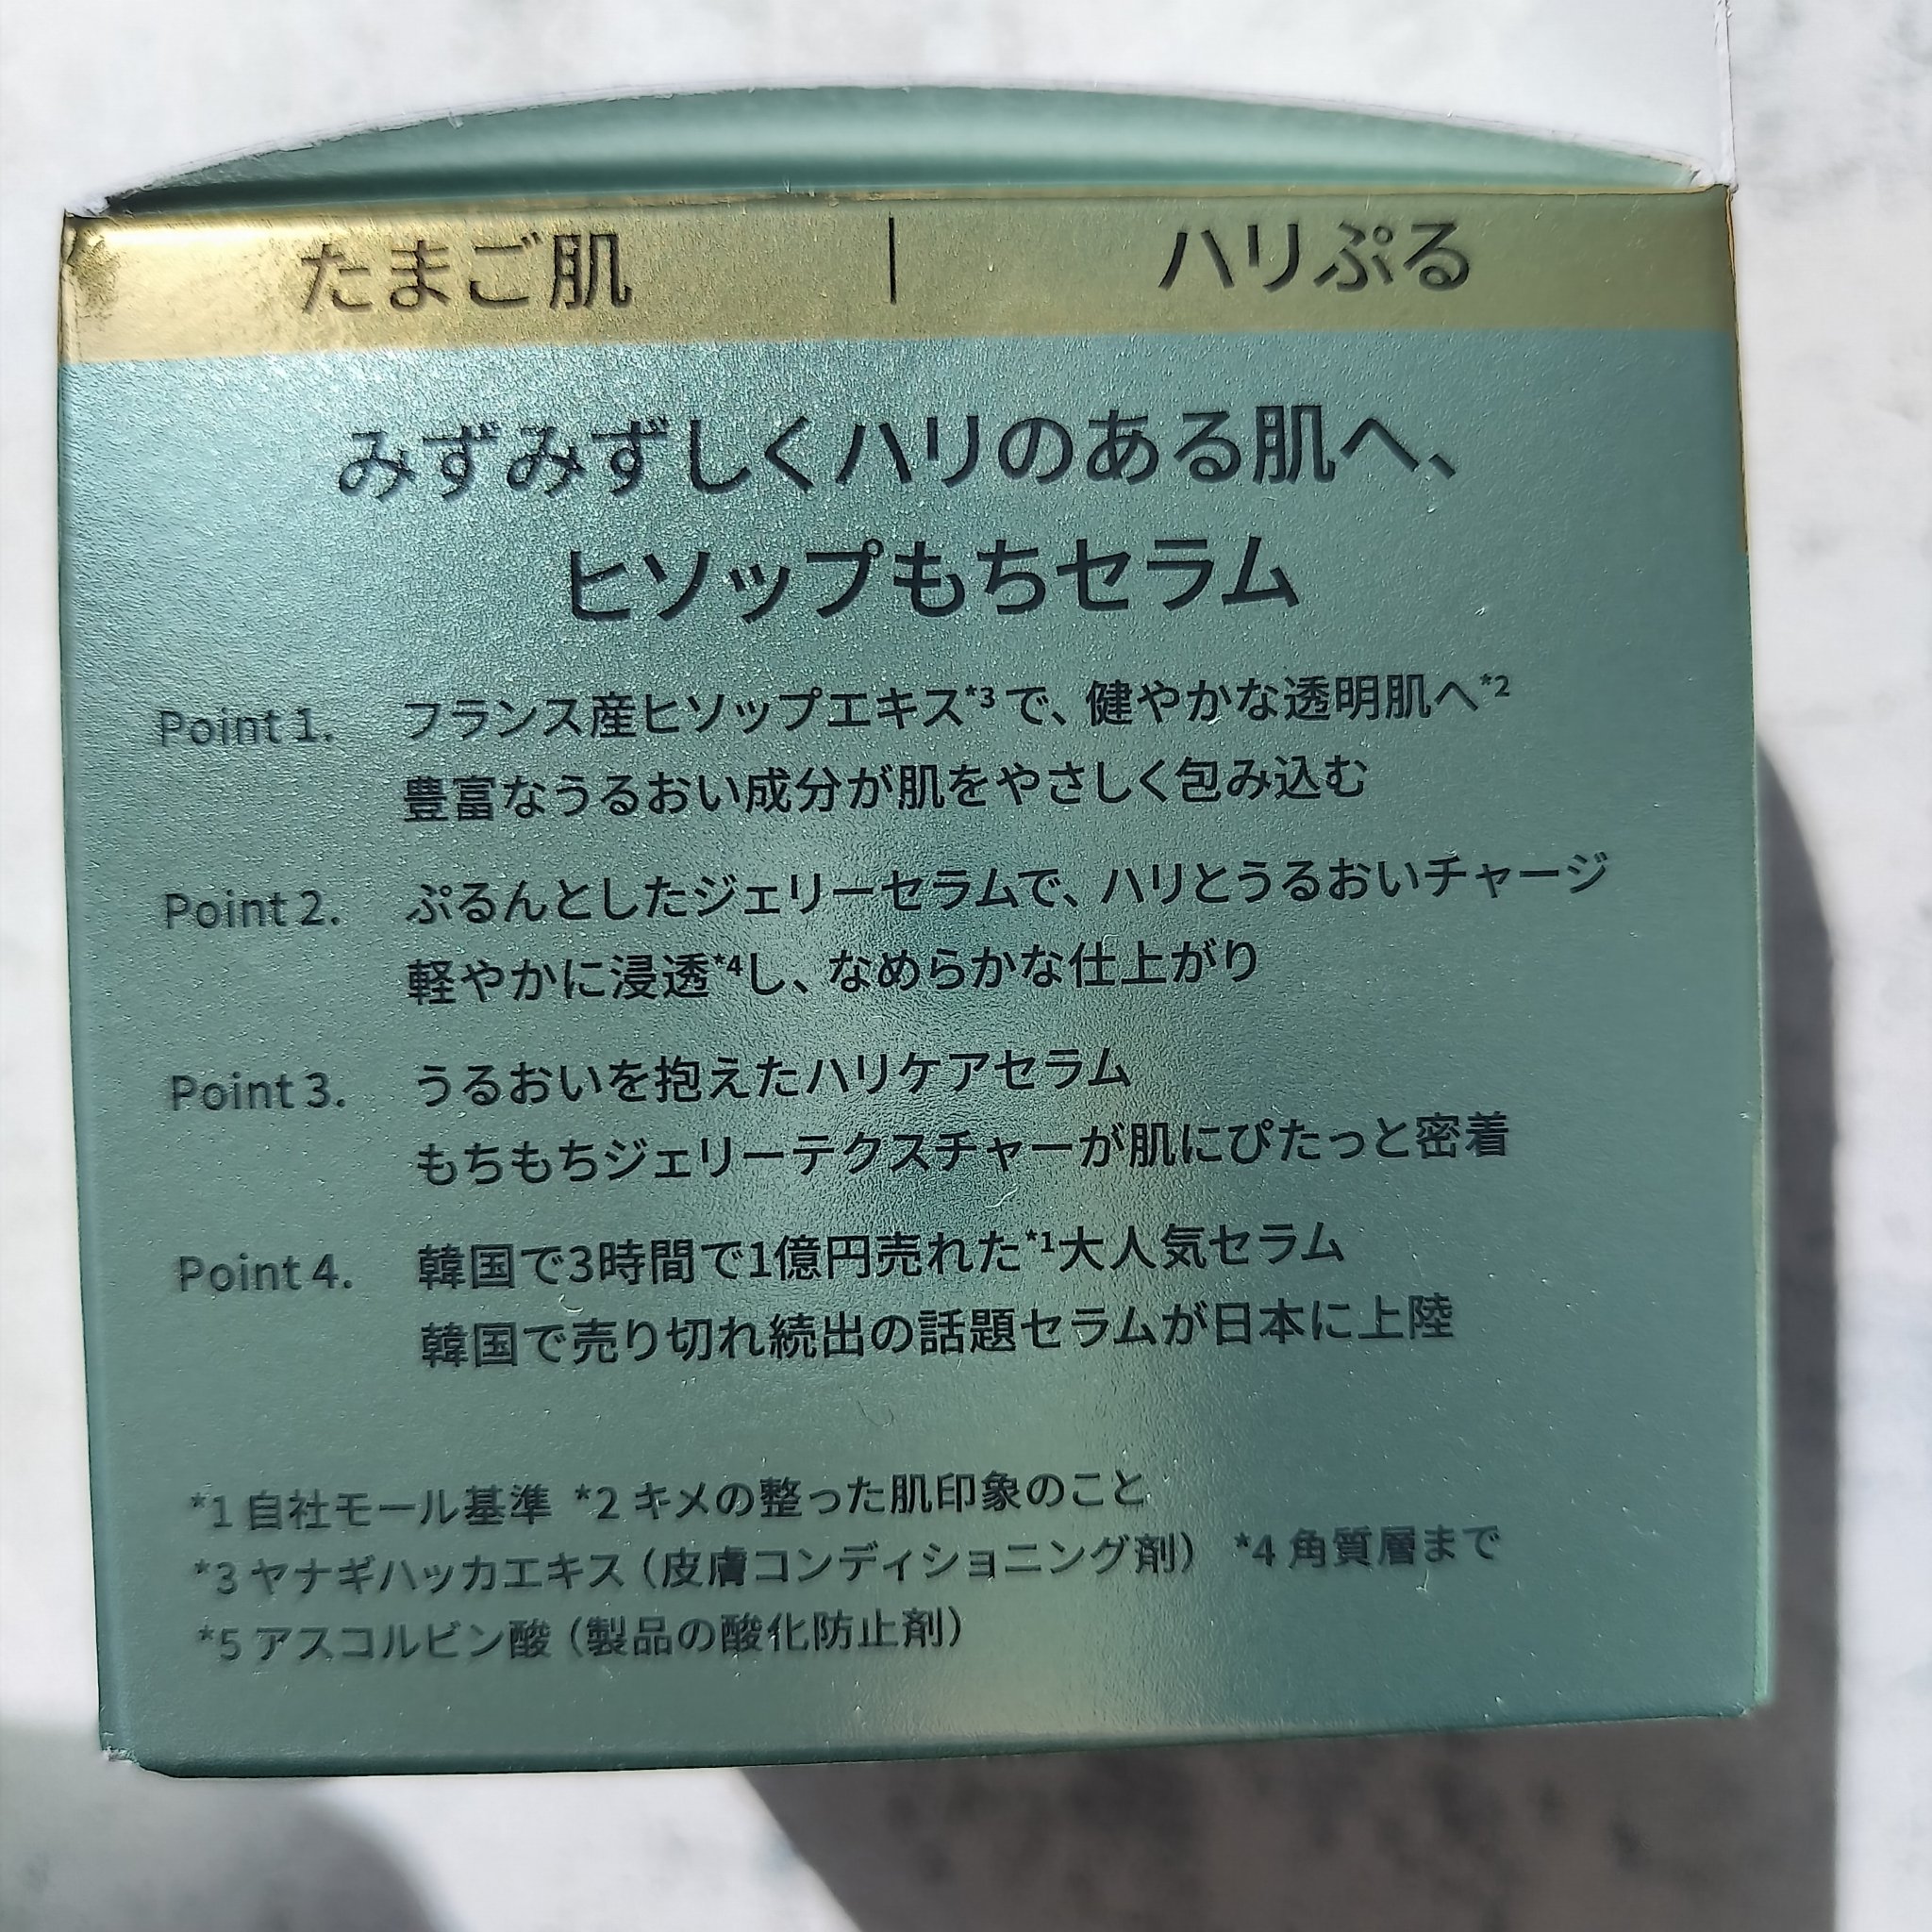 たまご肌 | ハリぷる
みずみずしくハリのある肌へ、
ヒソップもちセラム
Point 1. フランス産ヒソップエキス*3で、健やかな透明肌へ*2
豊富なうるおい成分が肌をやさしく包み込む
Point 2. ぷるんとしたジェリーセラムで、ハリとうるおいチャージ
軽やかに浸透*4し、なめらかな仕上がり
Point 3. うるおいを抱えたハリケアセラム
もちもちジェリーテクスチャーが肌にぴたっと密着
Point 4. 韓国で3時間で1億円売れた*1大人気セラム
韓国で売り切れ続出の話題セラムが日本に上陸
*1 自社モール基準 *2 キメの整った肌印象のこと
*3 ヤナギハッカエキス（皮膚コンディショニング剤） *4 角質層まで
*5 アスコルビン酸（製品の酸化防止剤）